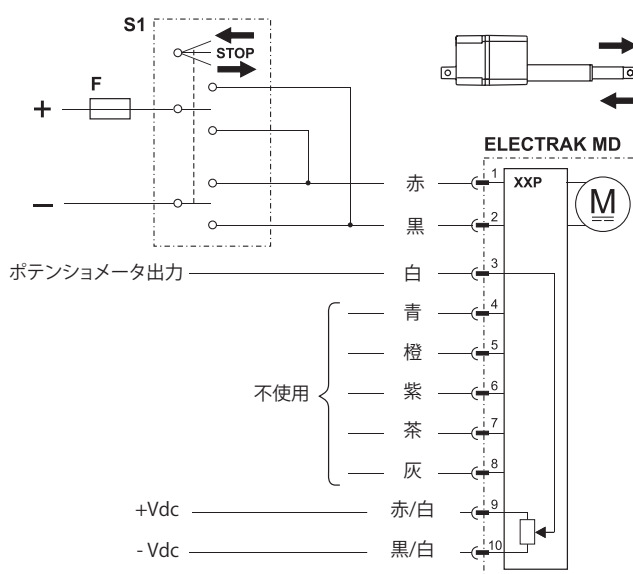 S1
STOP
F
+
−
ELECTRAK MD
XXP
M
赤 1
黒 2
ポテンショメータ出力 白 3
青 4
橙 5
不使用 紫 6
茶 7
灰 8
+Vdc 赤/白 9
- Vdc 黒/白 10